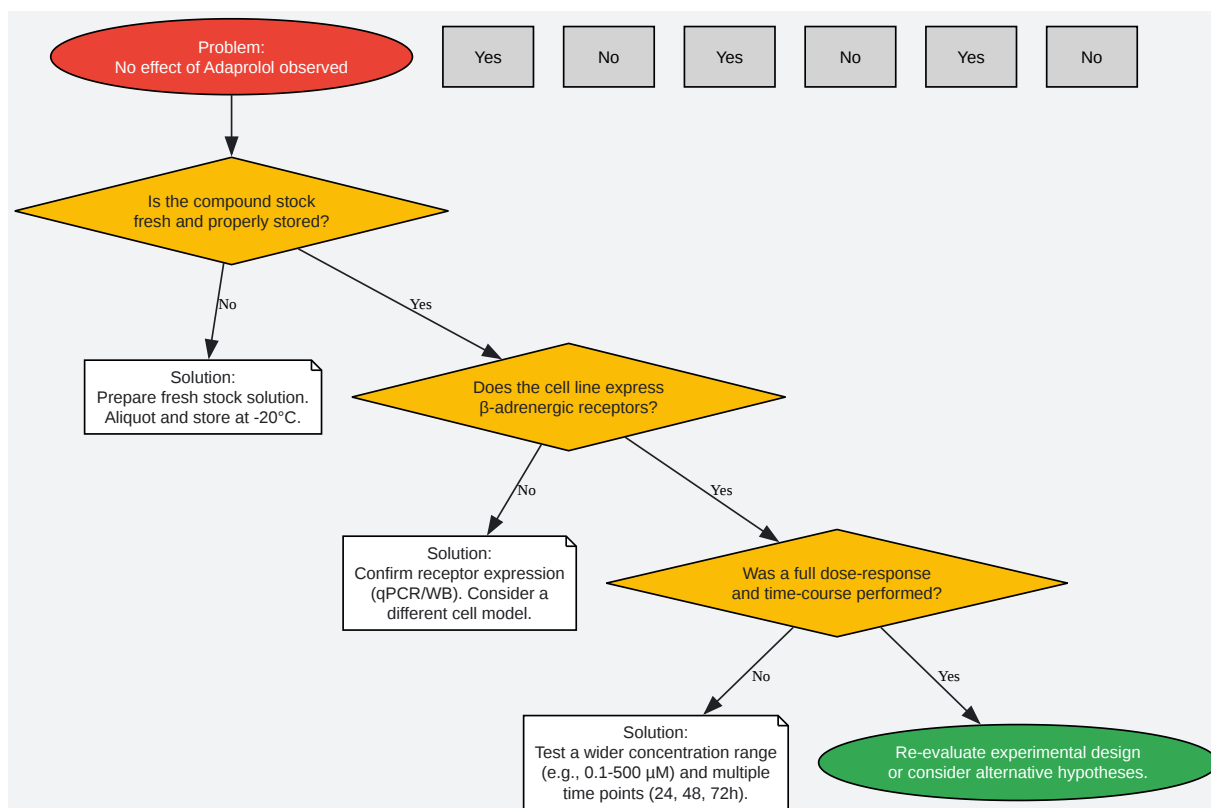 Problem:
No effect of Adaprolol observed
Yes
No
Yes
No
Yes
No
Is the compound stock
fresh and properly stored?
No
Yes
Solution:
Prepare fresh stock solution.
Aliquot and store at -20°C.
Does the cell line express
β-adrenergic receptors?
No
Yes
Solution:
Confirm receptor expression
(qPCR/WB). Consider a
different cell model.
Was a full dose-response
and time-course performed?
No
Yes
Solution:
Test a wider concentration range
(e.g., 0.1-500 µM) and multiple
time points (24, 48, 72h).
Re-evaluate experimental design
or consider alternative hypotheses.